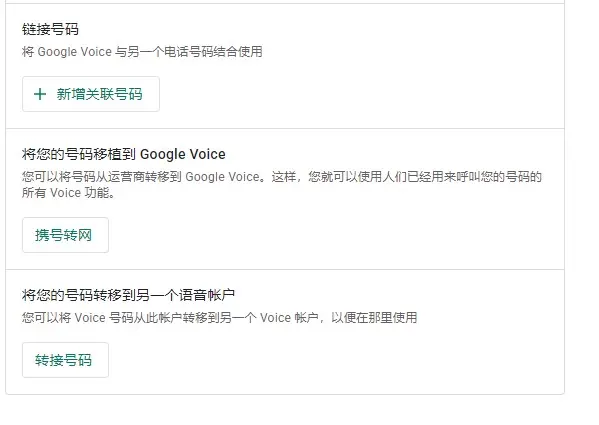 链接号码
将 Google Voice 与另一个电话号码结合使用
+ 新增关联号码
将您的号码移植到 Google Voice
您可以将号码从运营商转移到 Google Voice。这样，您就可以使用人们已经用来呼叫您的号码的
所有 Voice 功能。
携号转网
将您的号码转移到另一个语音帐户
您可以将 Voice 号码从此帐户转移到另一个 Voice 帐户，以便在那里使用
转接号码